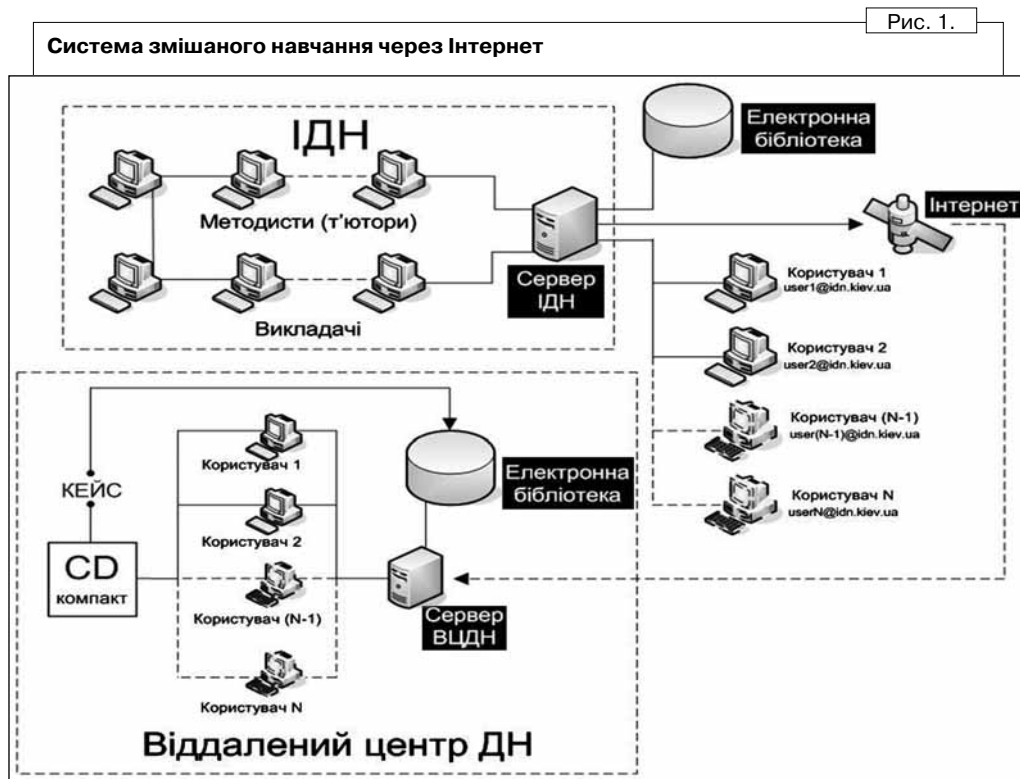 Рис. 1.
Система змішаного навчання через Інтернет
ІДН
Методисти (т'ютори)
Викладачі
Сервер
ІДН
Електронна
бібліотека
Інтернет
Користувач 1
user1@idn.kiev.ua
Користувач 2
user2@idn.kiev.ua
Користувач (N-1)
user(N-1)@idn.kiev.ua
Користувач N
userN@idn.kiev.ua
КЕЙС
CD
компакт
Користувач 1
Користувач 2
Користувач (N-1)
Користувач N
Електронна
бібліотека
Сервер
ВЦДН
Віддалений центр ДН